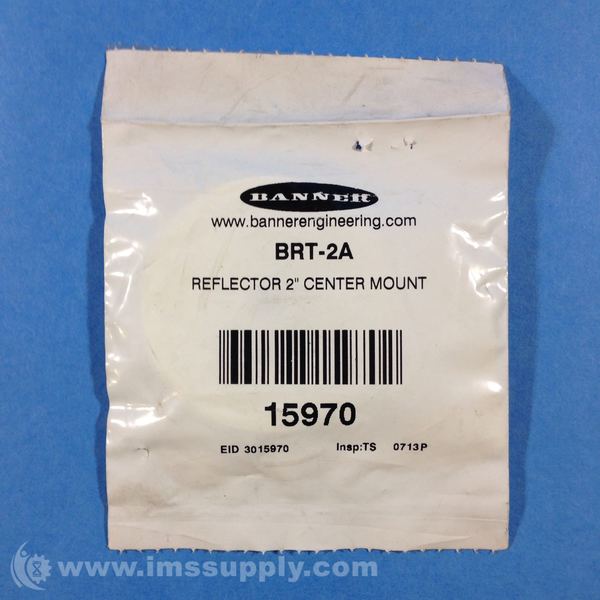 BANNER
www.bannerengineering.com
BRT-2A
REFLECTOR 2" CENTER MOUNT
15970
EID 3015970 Insp:TS 0713P
www.imssupply.com